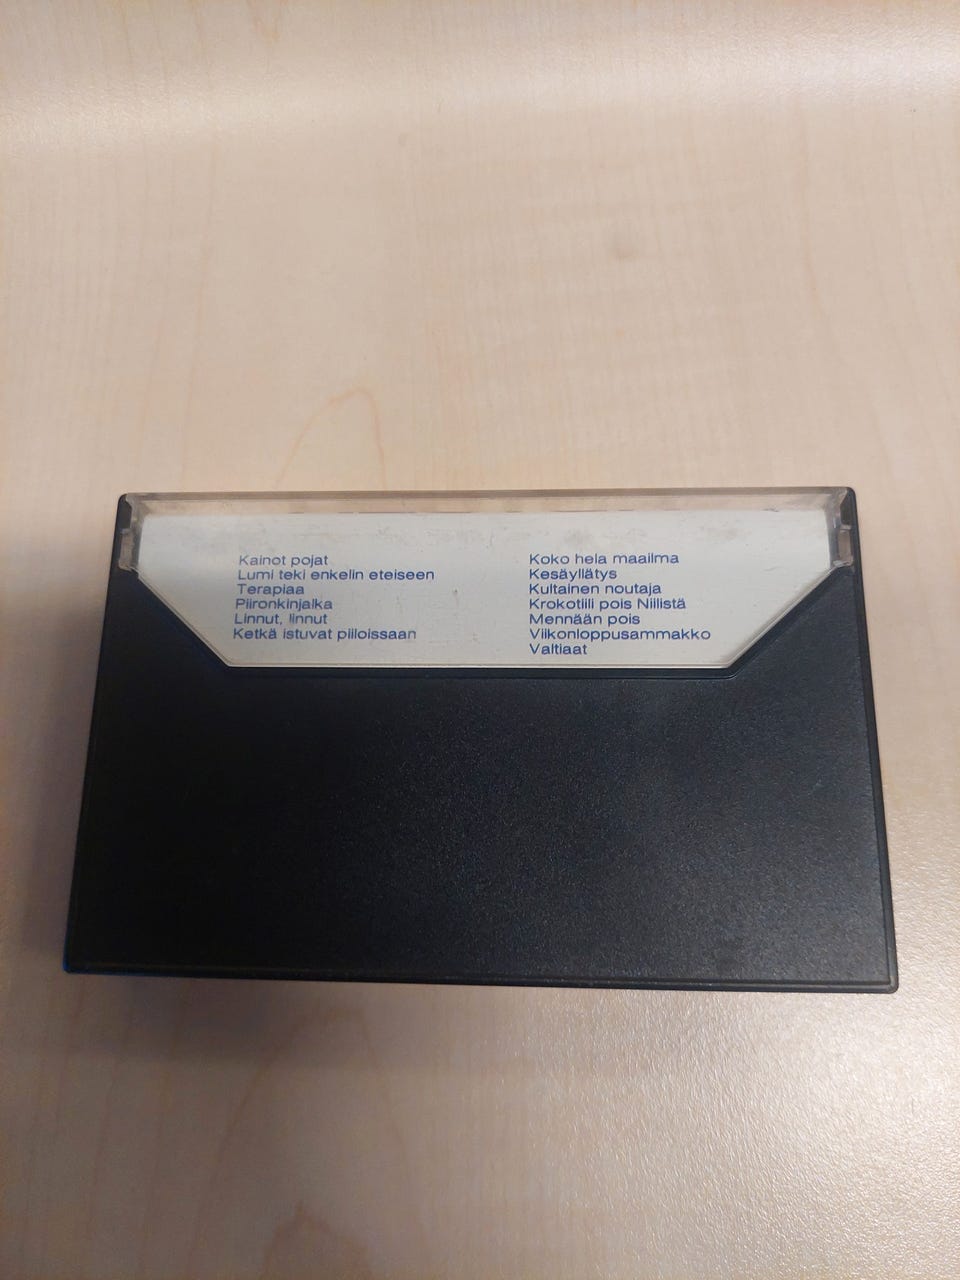 Kainot pojat
Lumi teki enkelin eteiseen
Terapiaa
Piironkinjalka
Linnut, linnut
Ketkä istuvat piiloissaan
Koko hela maailma
Kesäyllätys
Kultainen noutaja
Krokotiili pois Niilistä
Mennään pois
Viikonloppusammakko
Valtiaat